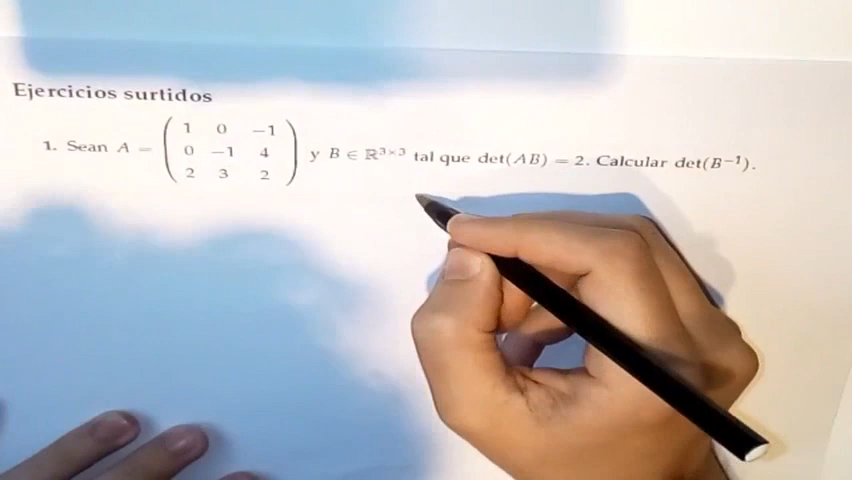 Ejercicios surtidos
1. Sean A = ( 1 0 −1 ; 0 −1 4 ; 2 3 2 ) y B ∈ ℝ³ˣ³ tal que det(AB) = 2. Calcular det(B⁻¹).